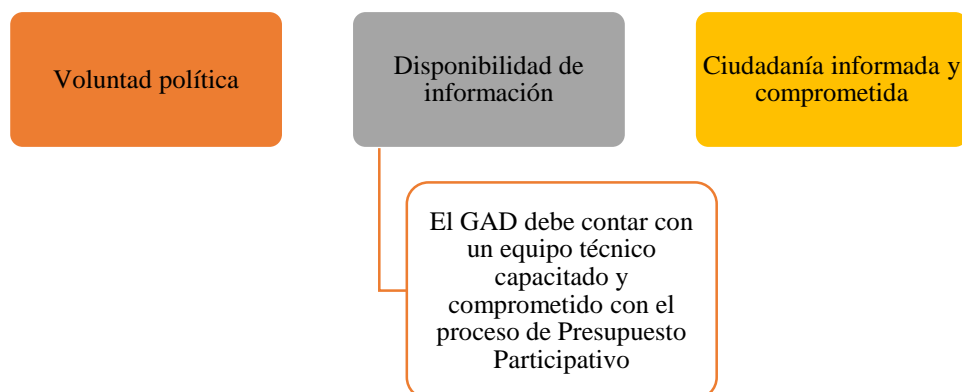 Voluntad política
Disponibilidad de
información
Ciudadanía informada y
comprometida
El GAD debe contar con
un equipo técnico
capacitado y
comprometido con el
proceso de Presupuesto
Participativo